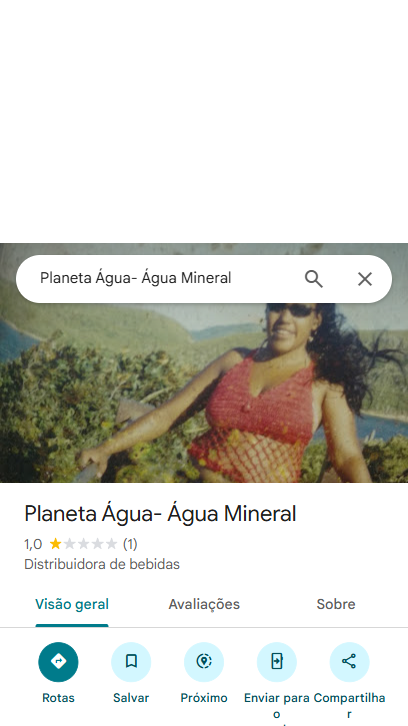 Planeta Água- Água Mineral
Planeta Água- Água Mineral
1,0 (1)
Distribuidora de bebidas
Visão geral Avaliações Sobre
Rotas Salvar Próximo Enviar para o Compartilhar